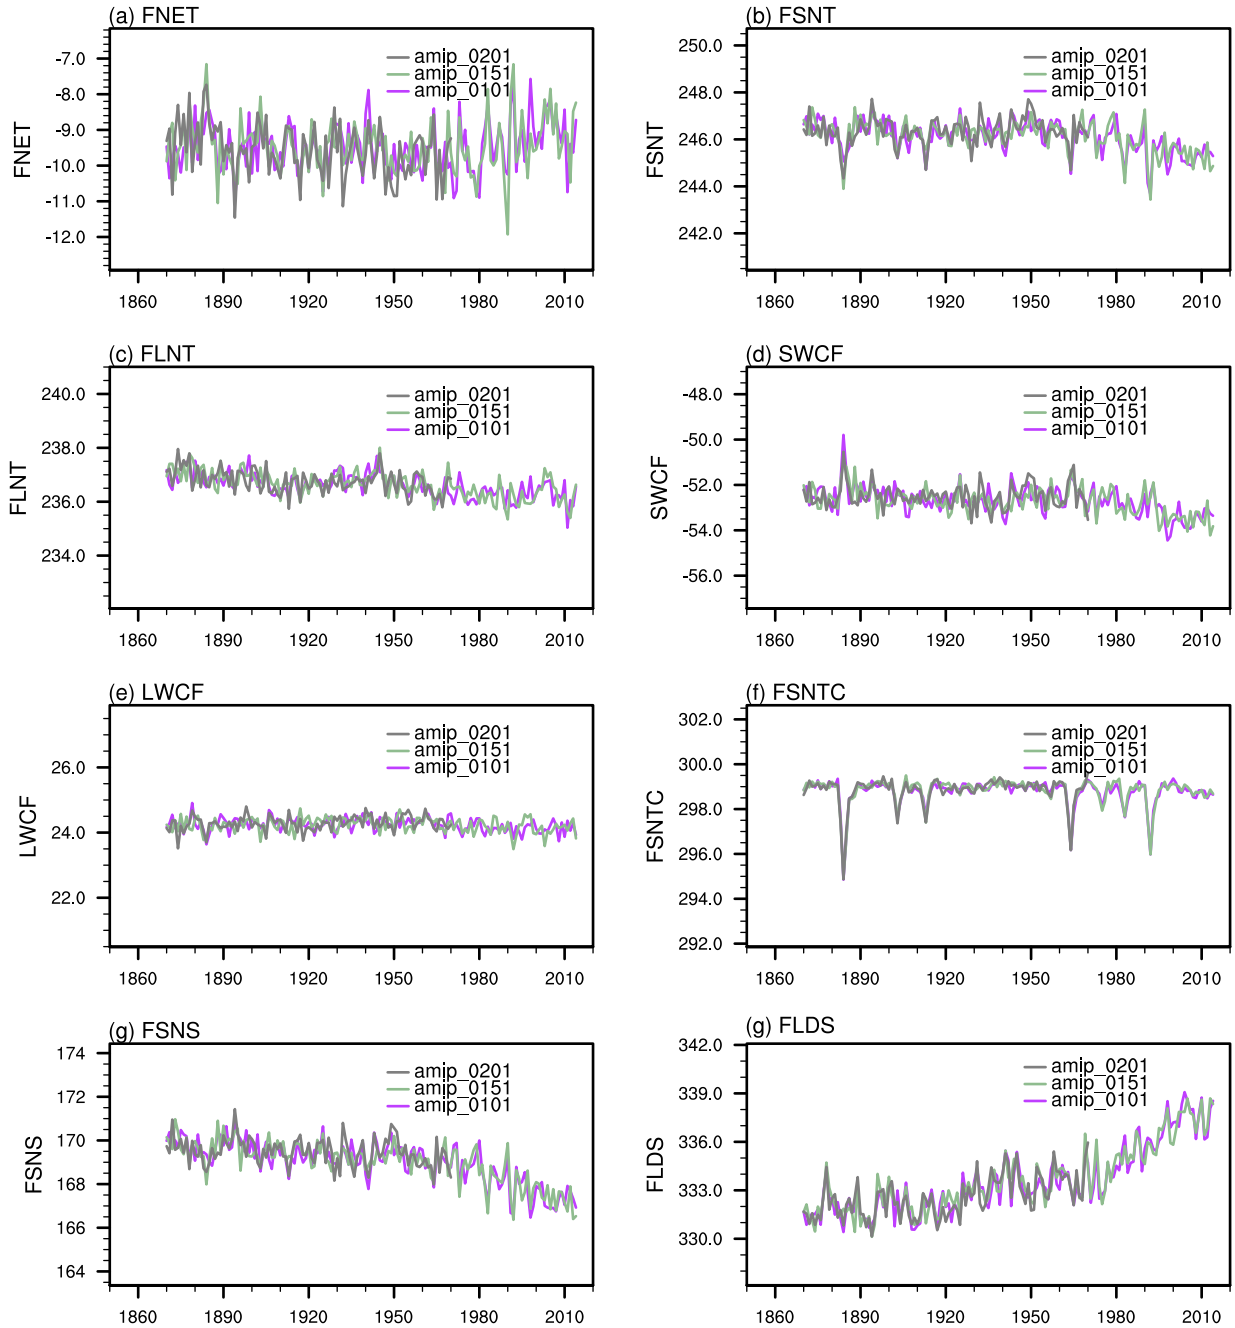 (a) FNET
FNET
-7.0
-8.0
-9.0
-10.0
-11.0
-12.0
amip_0201
amip_0151
amip_0101
1860 1890 1920 1950 1980 2010
(b) FSNT
FSNT
250.0
248.0
246.0
244.0
242.0
amip_0201
amip_0151
amip_0101
1860 1890 1920 1950 1980 2010
(c) FLNT
FLNT
240.0
238.0
236.0
234.0
amip_0201
amip_0151
amip_0101
1860 1890 1920 1950 1980 2010
(d) SWCF
SWCF
-48.0
-50.0
-52.0
-54.0
-56.0
amip_0201
amip_0151
amip_0101
1860 1890 1920 1950 1980 2010
(e) LWCF
LWCF
26.0
24.0
22.0
amip_0201
amip_0151
amip_0101
1860 1890 1920 1950 1980 2010
(f) FSNTC
FSNTC
302.0
300.0
298.0
296.0
294.0
292.0
amip_0201
amip_0151
amip_0101
1860 1890 1920 1950 1980 2010
(g) FSNS
FSNS
174
172
170
168
166
164
amip_0201
amip_0151
amip_0101
1860 1890 1920 1950 1980 2010
(g) FLDS
FLDS
342.0
339.0
336.0
333.0
330.0
amip_0201
amip_0151
amip_0101
1860 1890 1920 1950 1980 2010